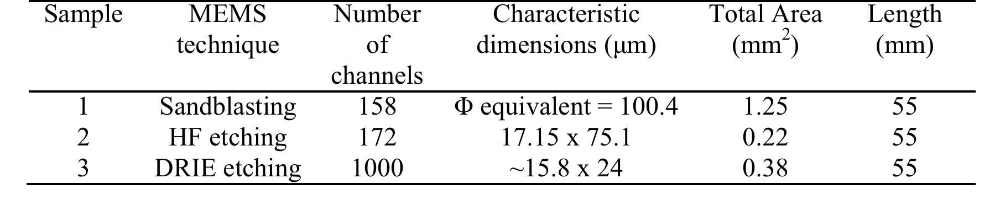 Sample MEMS Number Characteristic Total Area Length
technique of dimensions (μm) (mm²) (mm)
channels
1 Sandblasting 158 Φ equivalent = 100.4 1.25 55
2 HF etching 172 17.15 x 75.1 0.22 55
3 DRIE etching 1000 ~15.8 x 24 0.38 55